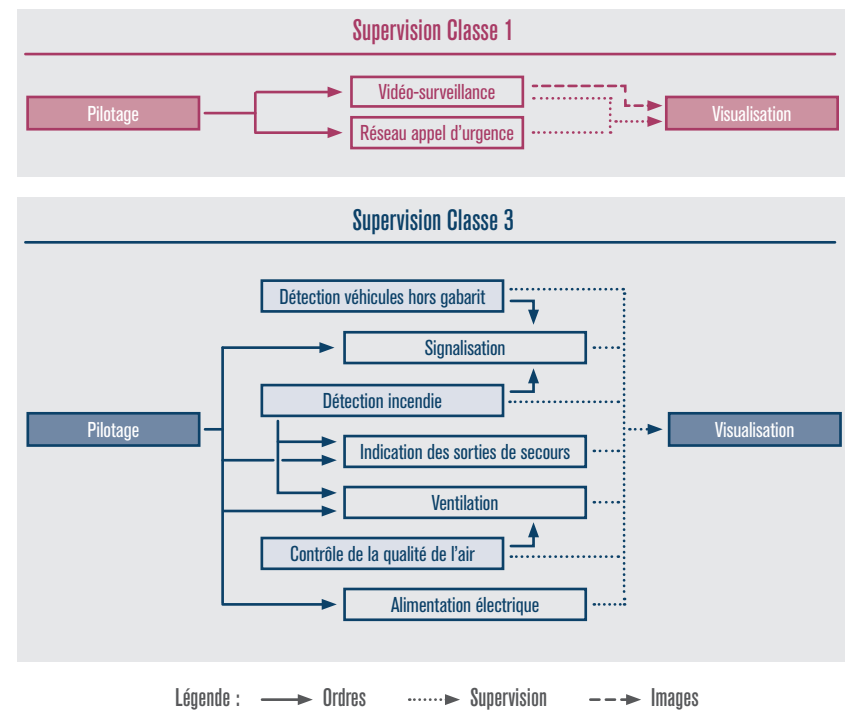 Supervision Classe 1
Pilotage
Vidéo-surveillance
Réseau appel d'urgence
Visualisation
Supervision Classe 3
Détection véhicules hors gabarit
Signalisation
Détection incendie
Pilotage
Visualisation
Indication des sorties de secours
Ventilation
Contrôle de la qualité de l'air
Alimentation électrique
Légende : Ordres Supervision Images